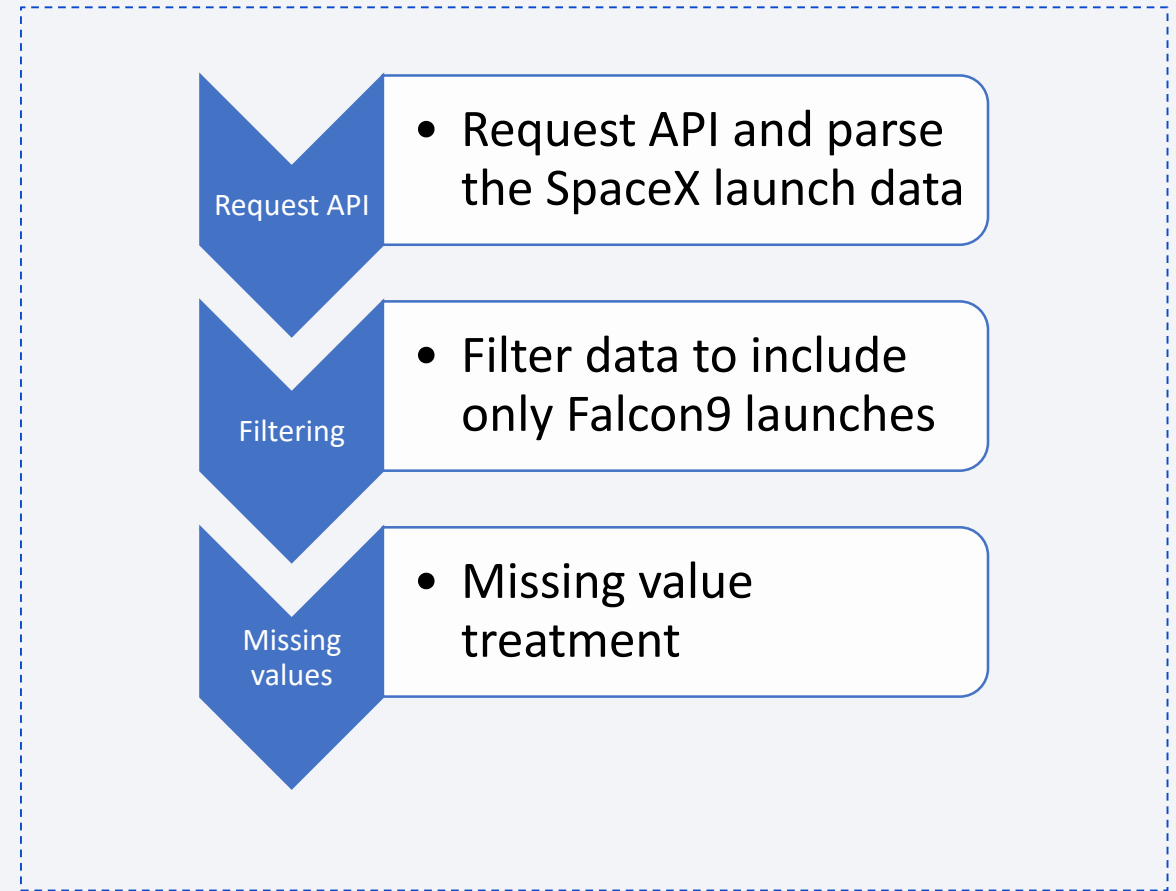 Request API
• Request API and parse
the SpaceX launch data
Filtering
• Filter data to include
only Falcon9 launches
Missing
values
• Missing value
treatment